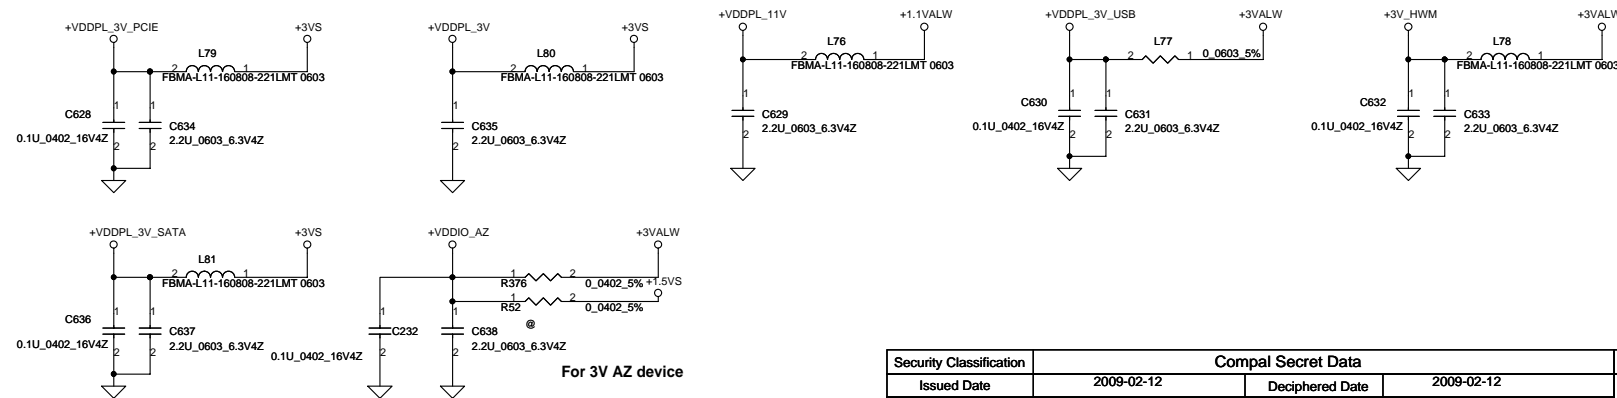 +VDDPL_3V_PCIE
+3VS
L79
2
1
FBMA-L11-160808-221LMT 0603
1
1
C628
C634
0.1U_0402_16V4Z
2.2U_0603_6.3V4Z
2
2
+VDDPL_3V
+3VS
L80
2
1
FBMA-L11-160808-221LMT 0603
1
C635
2.2U_0603_6.3V4Z
2
+VDDPL_11V
+1.1VALW
L76
2
1
FBMA-L11-160808-221LMT 0603
1
C629
2.2U_0603_6.3V4Z
2
+VDDPL_3V_USB
+3VALW
L77
2
1
0_0603_5%
1
1
C630
C631
0.1U_0402_16V4Z
2.2U_0603_6.3V4Z
2
2
+3V_HWM
+3VALW
L78
2
1
FBMA-L11-160808-221LMT 0603
1
1
C632
C633
0.1U_0402_16V4Z
2.2U_0603_6.3V4Z
2
2
+VDDPL_3V_SATA
+3VS
L81
2
1
FBMA-L11-160808-221LMT 0603
1
1
C636
C637
0.1U_0402_16V4Z
2.2U_0603_6.3V4Z
2
2
+VDDIO_AZ
+3VALW
1
2
R376
0_0402_5%
+1.5VS
1
2
R52
0_0402_5%
@
1
1
C232
C638
0.1U_0402_16V4Z
2.2U_0603_6.3V4Z
2
2
For 3V AZ device
Security Classification
Compal Secret Data
Issued Date
2009-02-12
Deciphered Date
2009-02-12